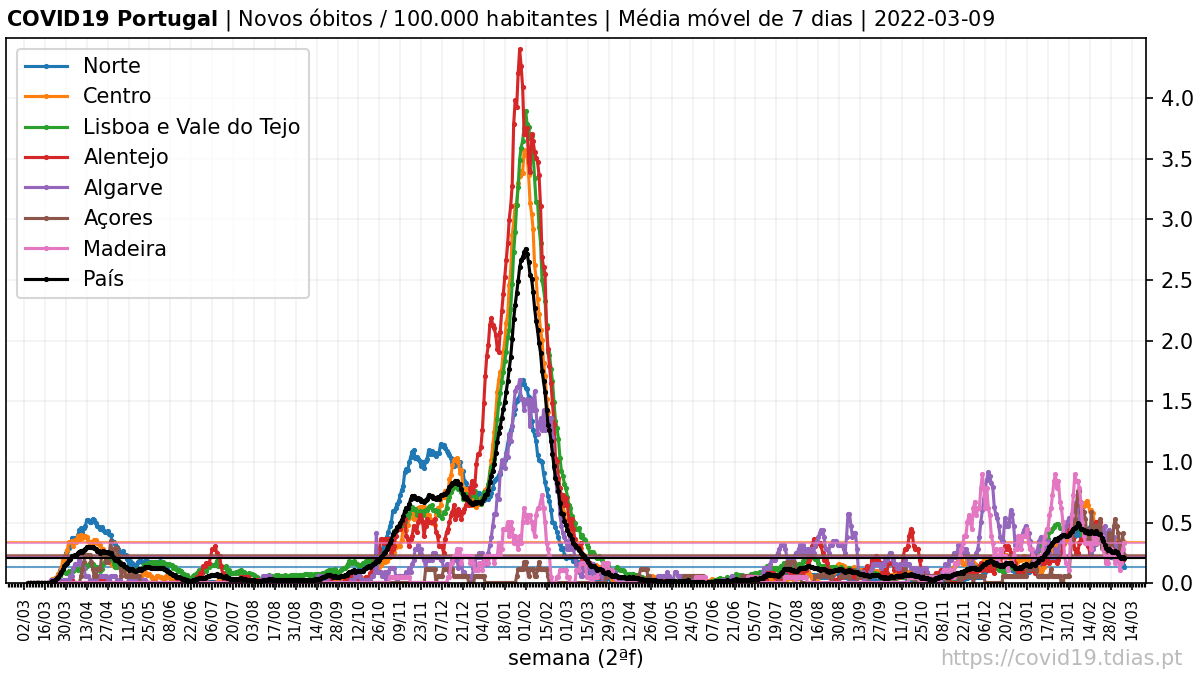 COVID19 Portugal | Novos óbitos / 100.000 habitantes | Média móvel de 7 dias | 2022-03-09
Norte
Centro
Lisboa e Vale do Tejo
Alentejo
Algarve
Açores
Madeira
País
4.0
3.5
3.0
2.5
2.0
1.5
1.0
0.5
0.0
02/03 16/03 30/03 13/04 27/04 11/05 25/05 08/06 22/06 06/07 20/07 03/08 17/08 31/08 14/09 28/09 12/10 26/10 09/11 23/11 07/12 21/12 04/01 18/01 01/02 15/02 01/03 15/03 29/03 12/04 26/04 10/05 24/05 07/06 21/06 05/07 19/07 02/08 16/08 30/08 13/09 27/09 11/10 25/10 08/11 22/11 06/12 20/12 03/01 17/01 31/01 14/02 28/02 14/03
semana (2ªf)
https://covid19.tdias.pt